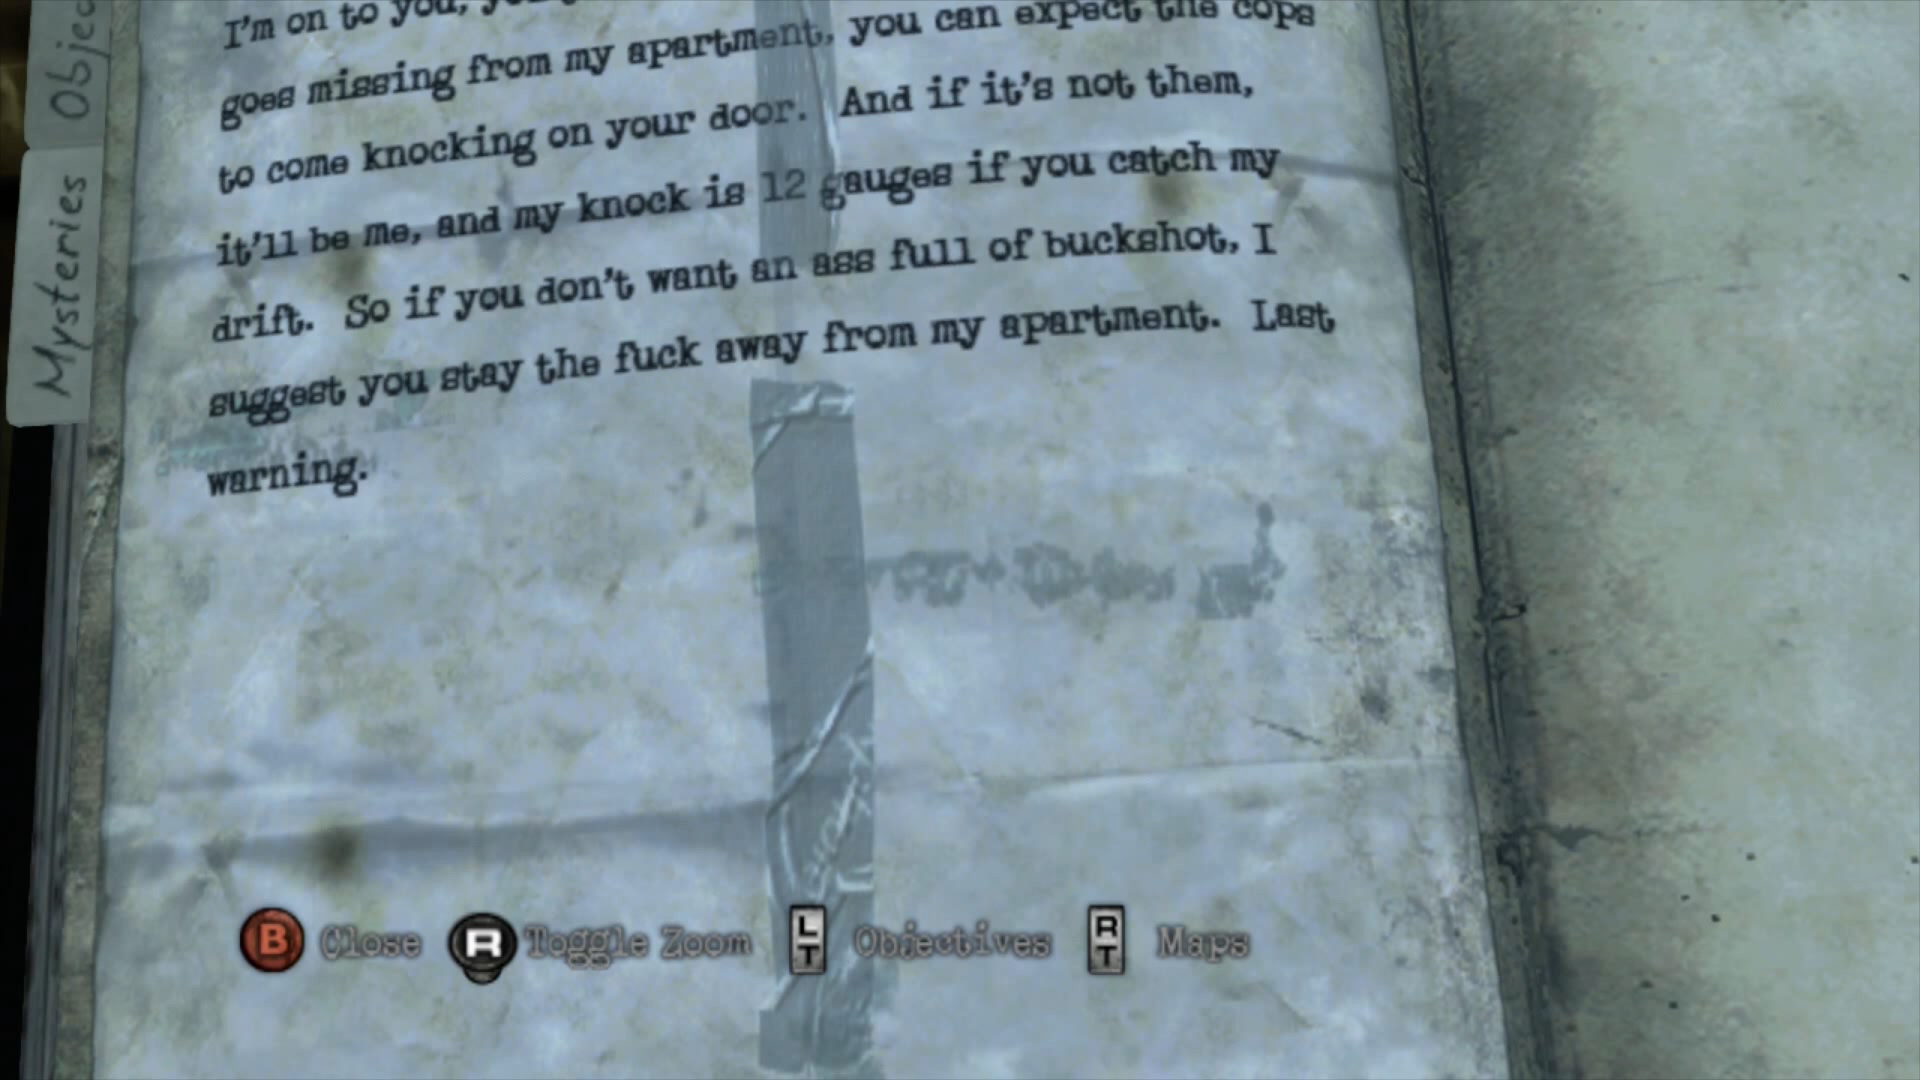 I'm on to you,
goes missing from my apartment, you can expect the cops
to come knocking on your door. And if it's not them,
it'll be me, and my knock is 12 gauges if you catch my
drift. So if you don't want an ass full of buckshot, I
suggest you stay the fuck away from my apartment. Last
warning.
Objec
Mysteries
B Close R Toggle Zoom LT Objectives RT Maps